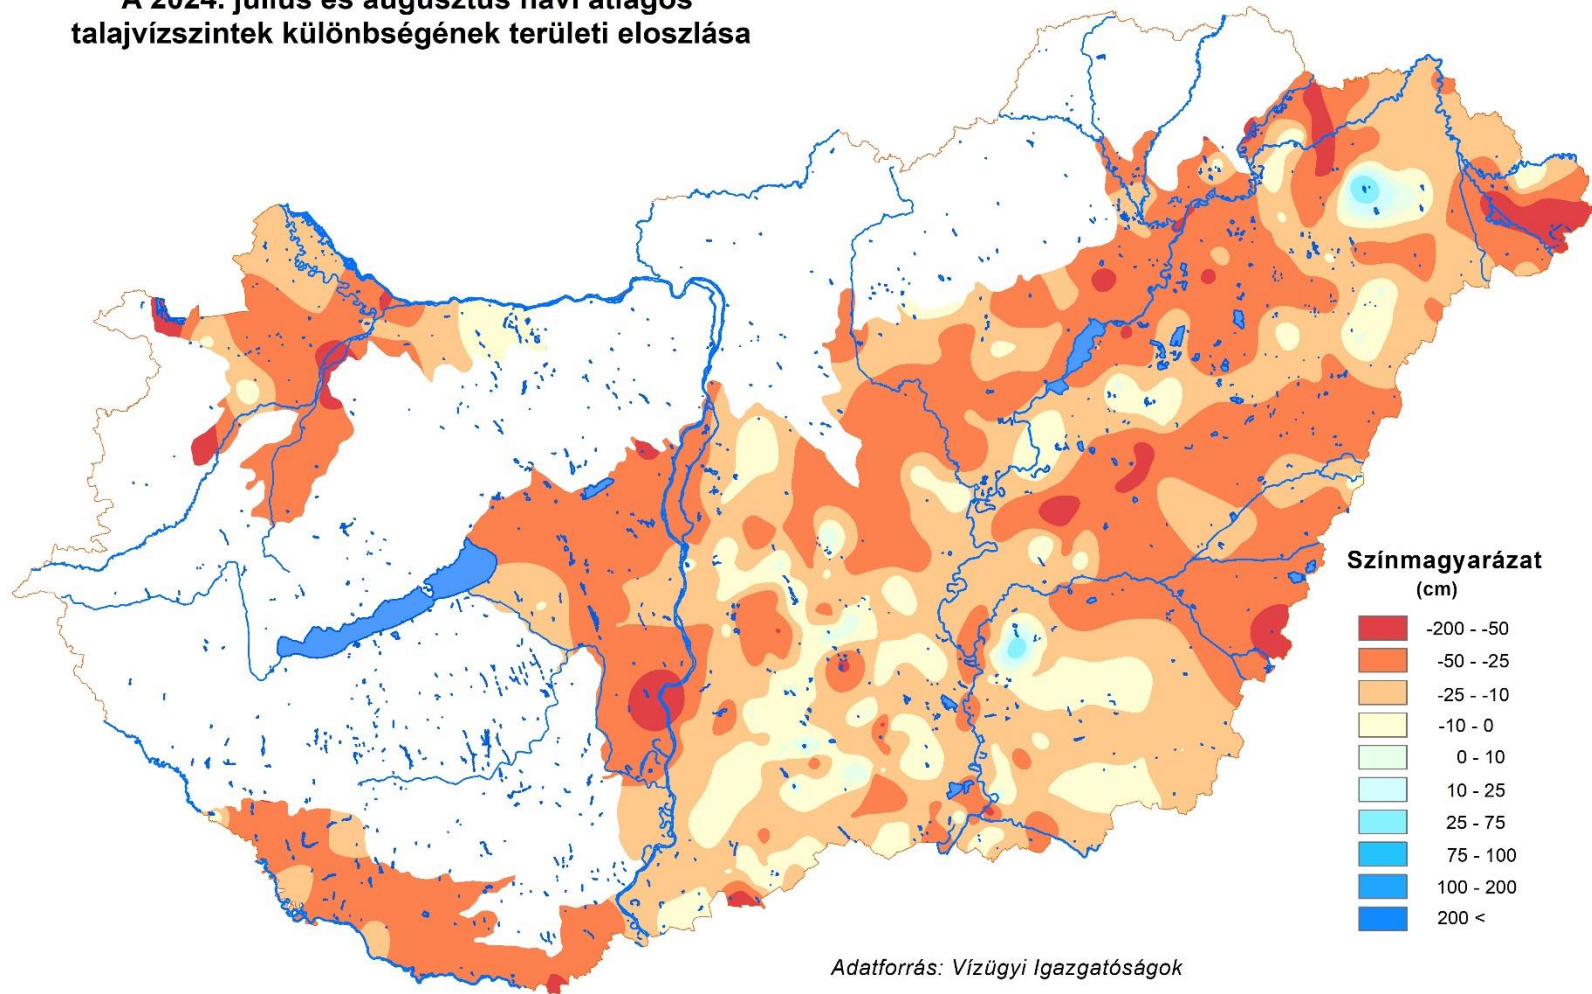 A 2024. július és augusztus havi átlagos
talajvízszintek különbségének területi eloszlása
Színmagyarázat
(cm)
-200 - -50
-50 - -25
-25 - -10
-10 - 0
0 - 10
10 - 25
25 - 75
75 - 100
100 - 200
200 <
Adatforrás: Vízügyi Igazgatóságok